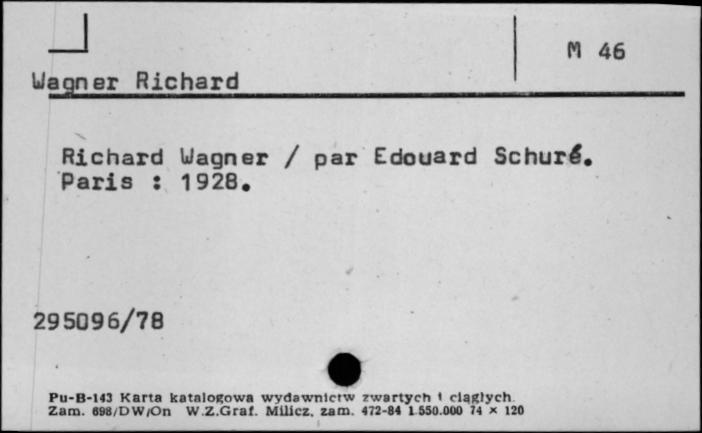 M 46
Wagner Richard
Richard Wagner / par Edouard Schuré.
Paris : 1928.
295096/78
Pu-B-143 Karta katalogowa wydawnictw zwartych i ciągłych.
Zam. 698/DW/On W.Z.Graf. Milicz, zam. 472-84 1.550.000 74 × 120